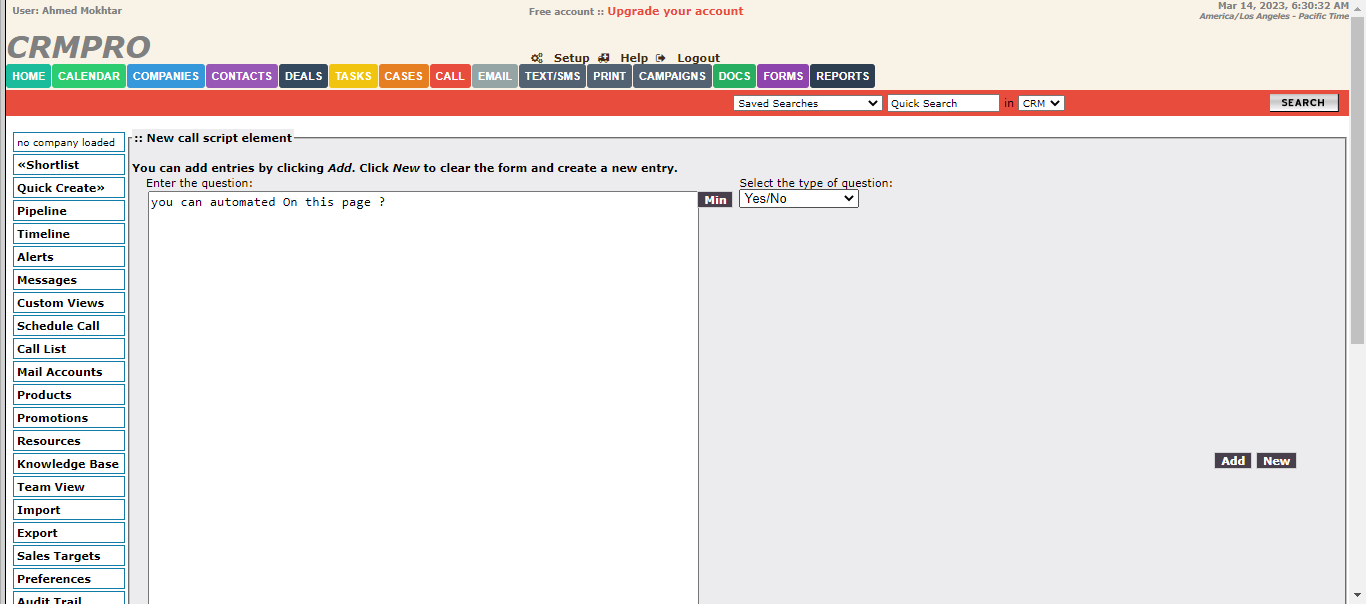 User: Ahmed Mokhtar
Free account :: Upgrade your account
Mar 14, 2023, 6:30:32 AM
America/Los Angeles - Pacific Time
CRMPRO
Setup Help Logout
HOME CALENDAR COMPANIES CONTACTS DEALS TASKS CASES CALL EMAIL TEXT/SMS PRINT CAMPAIGNS DOCS FORMS REPORTS
Saved Searches Quick Search in CRM SEARCH
no company loaded
«Shortlist
Quick Create»
Pipeline
Timeline
Alerts
Messages
Custom Views
Schedule Call
Call List
Mail Accounts
Products
Promotions
Resources
Knowledge Base
Team View
Import
Export
Sales Targets
Preferences
Audit Trail
:: New call script element
You can add entries by clicking Add. Click New to clear the form and create a new entry.
Enter the question:
you can automated On this page ?
Min
Select the type of question:
Yes/No
Add New